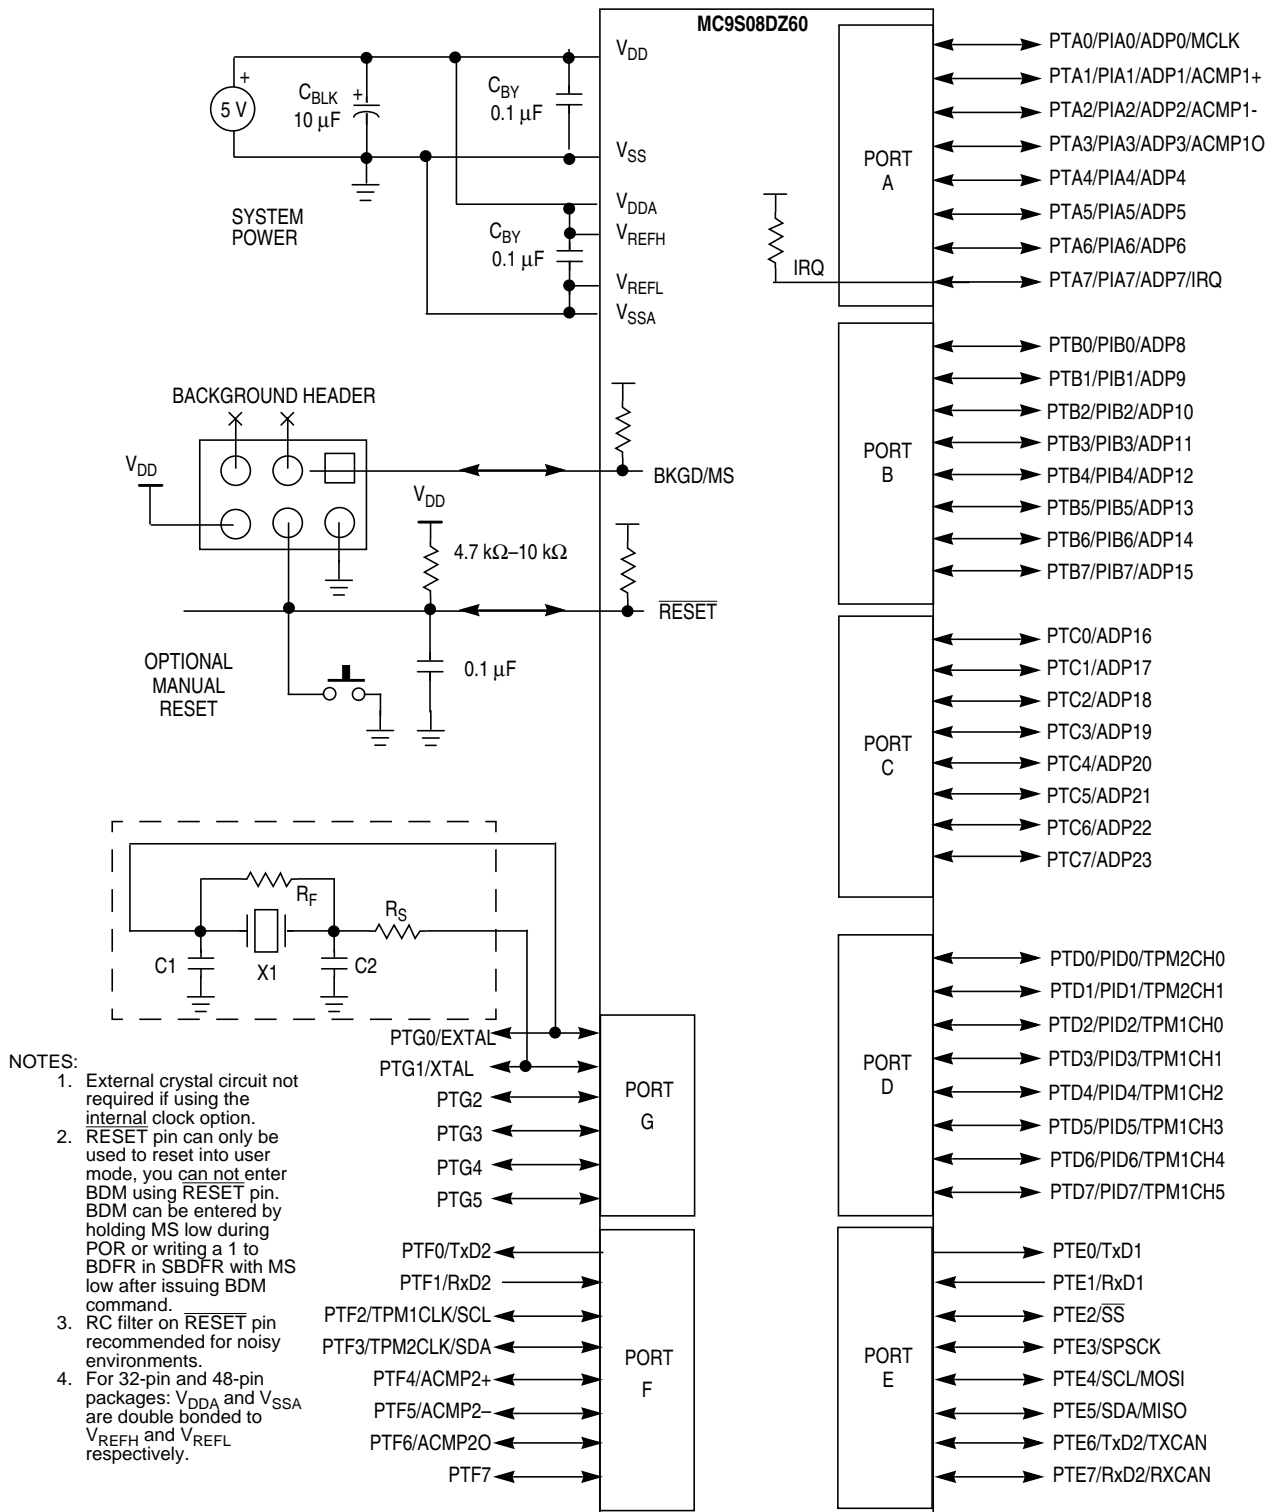 MC9S08DZ60
VDD
5 V
+
CBLK
10 µF
+
CBY
0.1 µF
VSS
SYSTEM
POWER
VDDA
VREFH
CBY
0.1 µF
VREFL
VSSA
BACKGROUND HEADER
VDD
BKGD/MS
VDD
4.7 kΩ–10 kΩ
RESET
OPTIONAL
MANUAL
RESET
0.1 µF
RF
RS
C1
X1
C2
NOTES:
1. External crystal circuit not
required if using the
internal clock option.
2. RESET pin can only be
used to reset into user
mode, you can not enter
BDM using RESET pin.
BDM can be entered by
holding MS low during
POR or writing a 1 to
BDFR in SBDFR with MS
low after issuing BDM
command.
3. RC filter on RESET pin
recommended for noisy
environments.
4. For 32-pin and 48-pin
packages: VDDA and VSSA
are double bonded to
VREFH and VREFL
respectively.
PTG0/EXTAL
PTG1/XTAL
PTG2
PTG3
PTG4
PTG5
PORT
G
PTF0/TxD2
PTF1/RxD2
PTF2/TPM1CLK/SCL
PTF3/TPM2CLK/SDA
PTF4/ACMP2+
PTF5/ACMP2–
PTF6/ACMP2O
PTF7
PORT
F
IRQ
PORT
A
PTA0/PIA0/ADP0/MCLK
PTA1/PIA1/ADP1/ACMP1+
PTA2/PIA2/ADP2/ACMP1-
PTA3/PIA3/ADP3/ACMP1O
PTA4/PIA4/ADP4
PTA5/PIA5/ADP5
PTA6/PIA6/ADP6
PTA7/PIA7/ADP7/IRQ
PORT
B
PTB0/PIB0/ADP8
PTB1/PIB1/ADP9
PTB2/PIB2/ADP10
PTB3/PIB3/ADP11
PTB4/PIB4/ADP12
PTB5/PIB5/ADP13
PTB6/PIB6/ADP14
PTB7/PIB7/ADP15
PORT
C
PTC0/ADP16
PTC1/ADP17
PTC2/ADP18
PTC3/ADP19
PTC4/ADP20
PTC5/ADP21
PTC6/ADP22
PTC7/ADP23
PORT
D
PTD0/PID0/TPM2CH0
PTD1/PID1/TPM2CH1
PTD2/PID2/TPM1CH0
PTD3/PID3/TPM1CH1
PTD4/PID4/TPM1CH2
PTD5/PID5/TPM1CH3
PTD6/PID6/TPM1CH4
PTD7/PID7/TPM1CH5
PORT
E
PTE0/TxD1
PTE1/RxD1
PTE2/SS
PTE3/SPSCK
PTE4/SCL/MOSI
PTE5/SDA/MISO
PTE6/TxD2/TXCAN
PTE7/RxD2/RXCAN